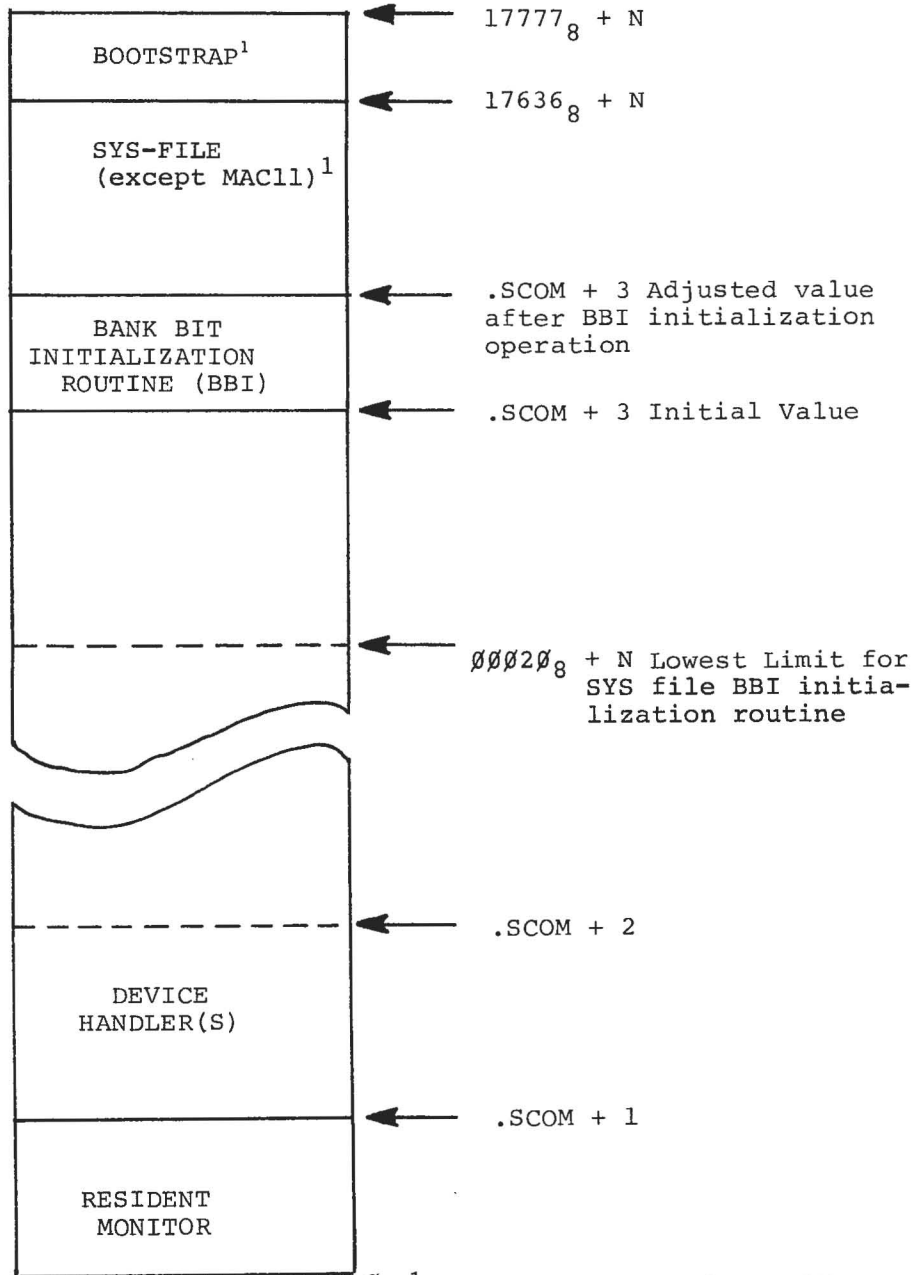 17777₈ + N
BOOTSTRAP¹
17636₈ + N
SYS-FILE
(except MAC11)¹
.SCOM + 3 Adjusted value
after BBI initialization
operation
BANK BIT
INITIALIZATION
ROUTINE (BBI)
.SCOM + 3 Initial Value
ØØØ2Ø₈ + N Lowest Limit for
SYS file BBI initia-
lization routine
.SCOM + 2
DEVICE
HANDLER(S)
.SCOM + 1
RESIDENT
MONITOR